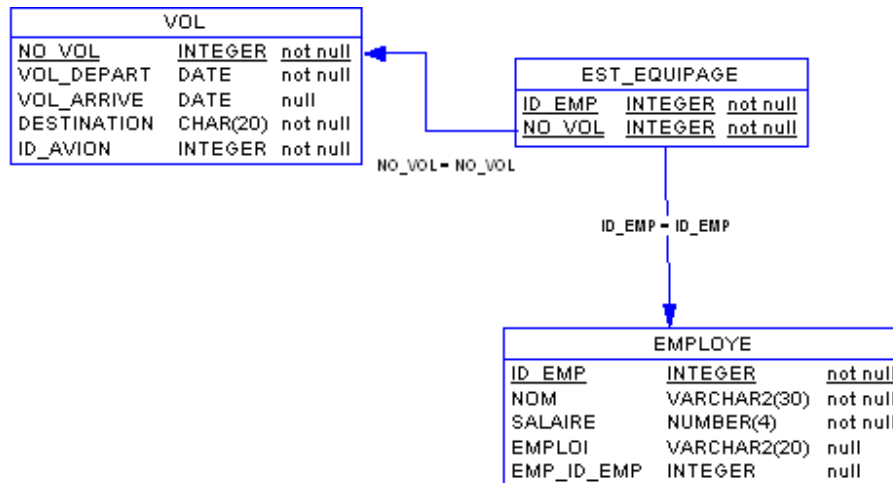 VOL
NO_VOL INTEGER not null
VOL_DEPART DATE not null
VOL_ARRIVE DATE null
DESTINATION CHAR(20) not null
ID_AVION INTEGER not null
EST_EQUIPAGE
ID_EMP INTEGER not null
NO_VOL INTEGER not null
NO_VOL = NO_VOL
ID_EMP = ID_EMP
EMPLOYE
ID_EMP INTEGER not null
NOM VARCHAR2(30) not null
SALAIRE NUMBER(4) not null
EMPLOI VARCHAR2(20) null
EMP_ID_EMP INTEGER null